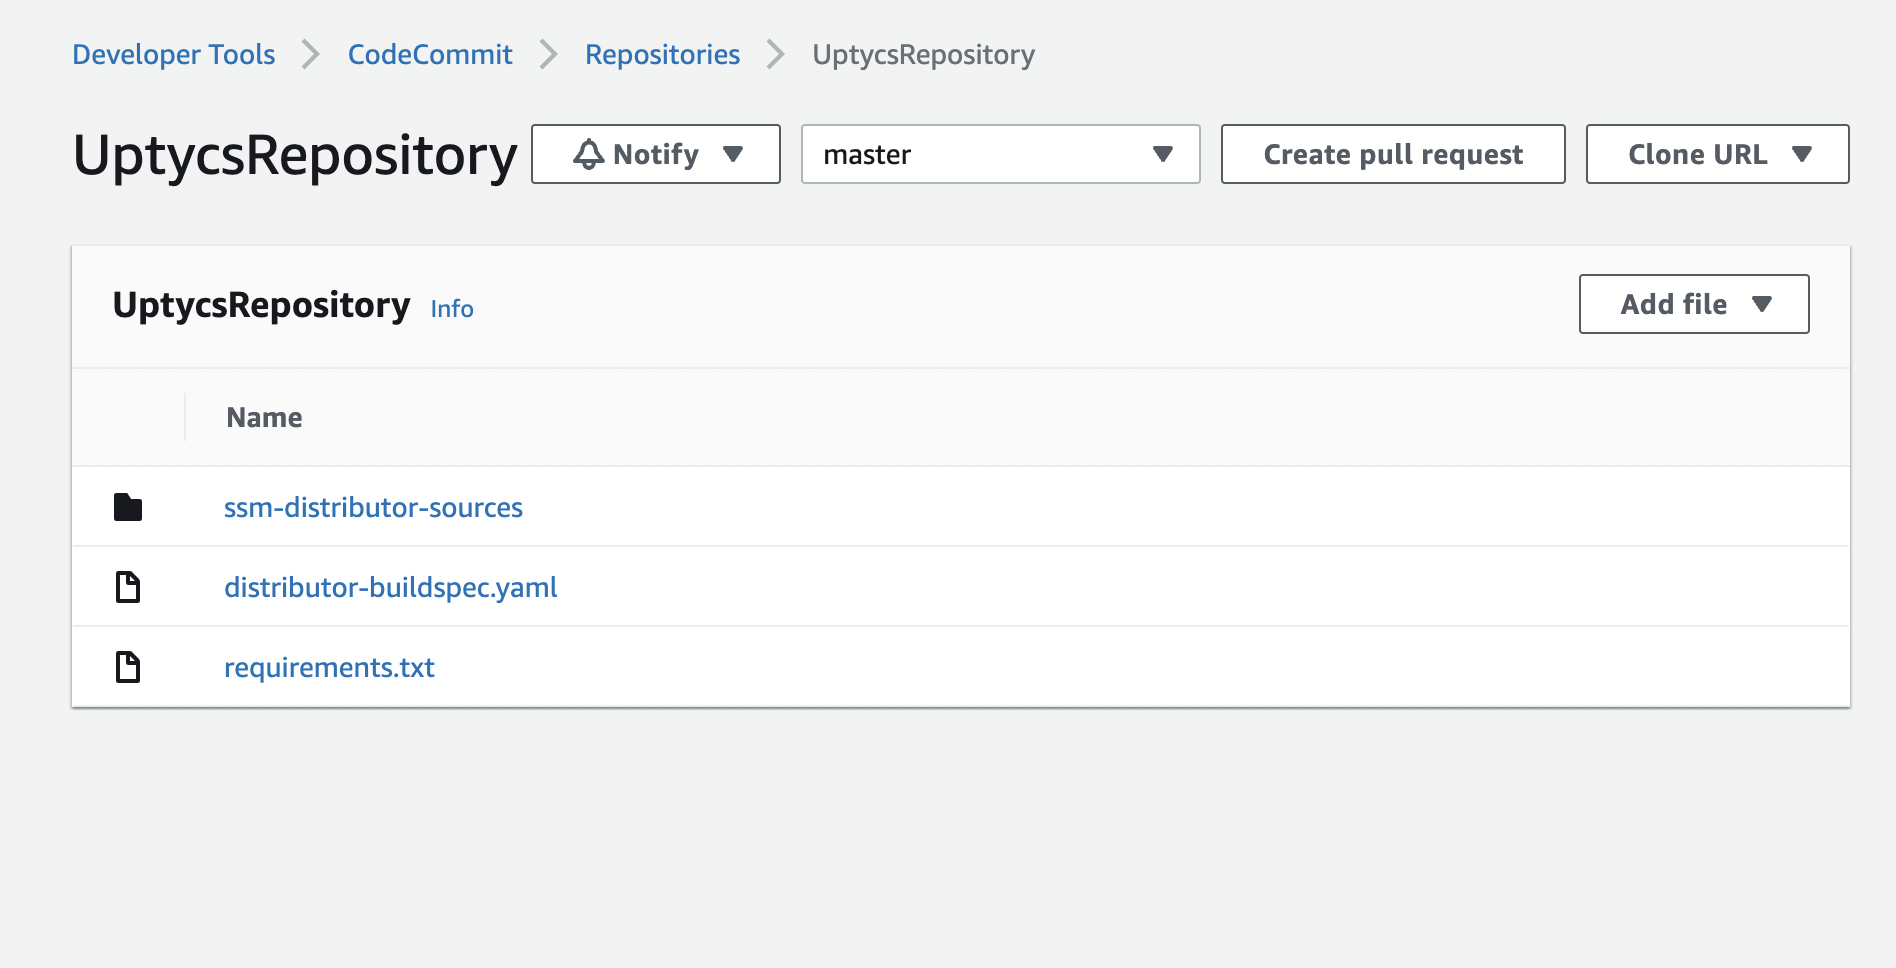 Developer Tools > CodeCommit > Repositories > UptycsRepository
UptycsRepository Notify master Create pull request Clone URL
UptycsRepository Info Add file
Name
ssm-distributor-sources
distributor-buildspec.yaml
requirements.txt